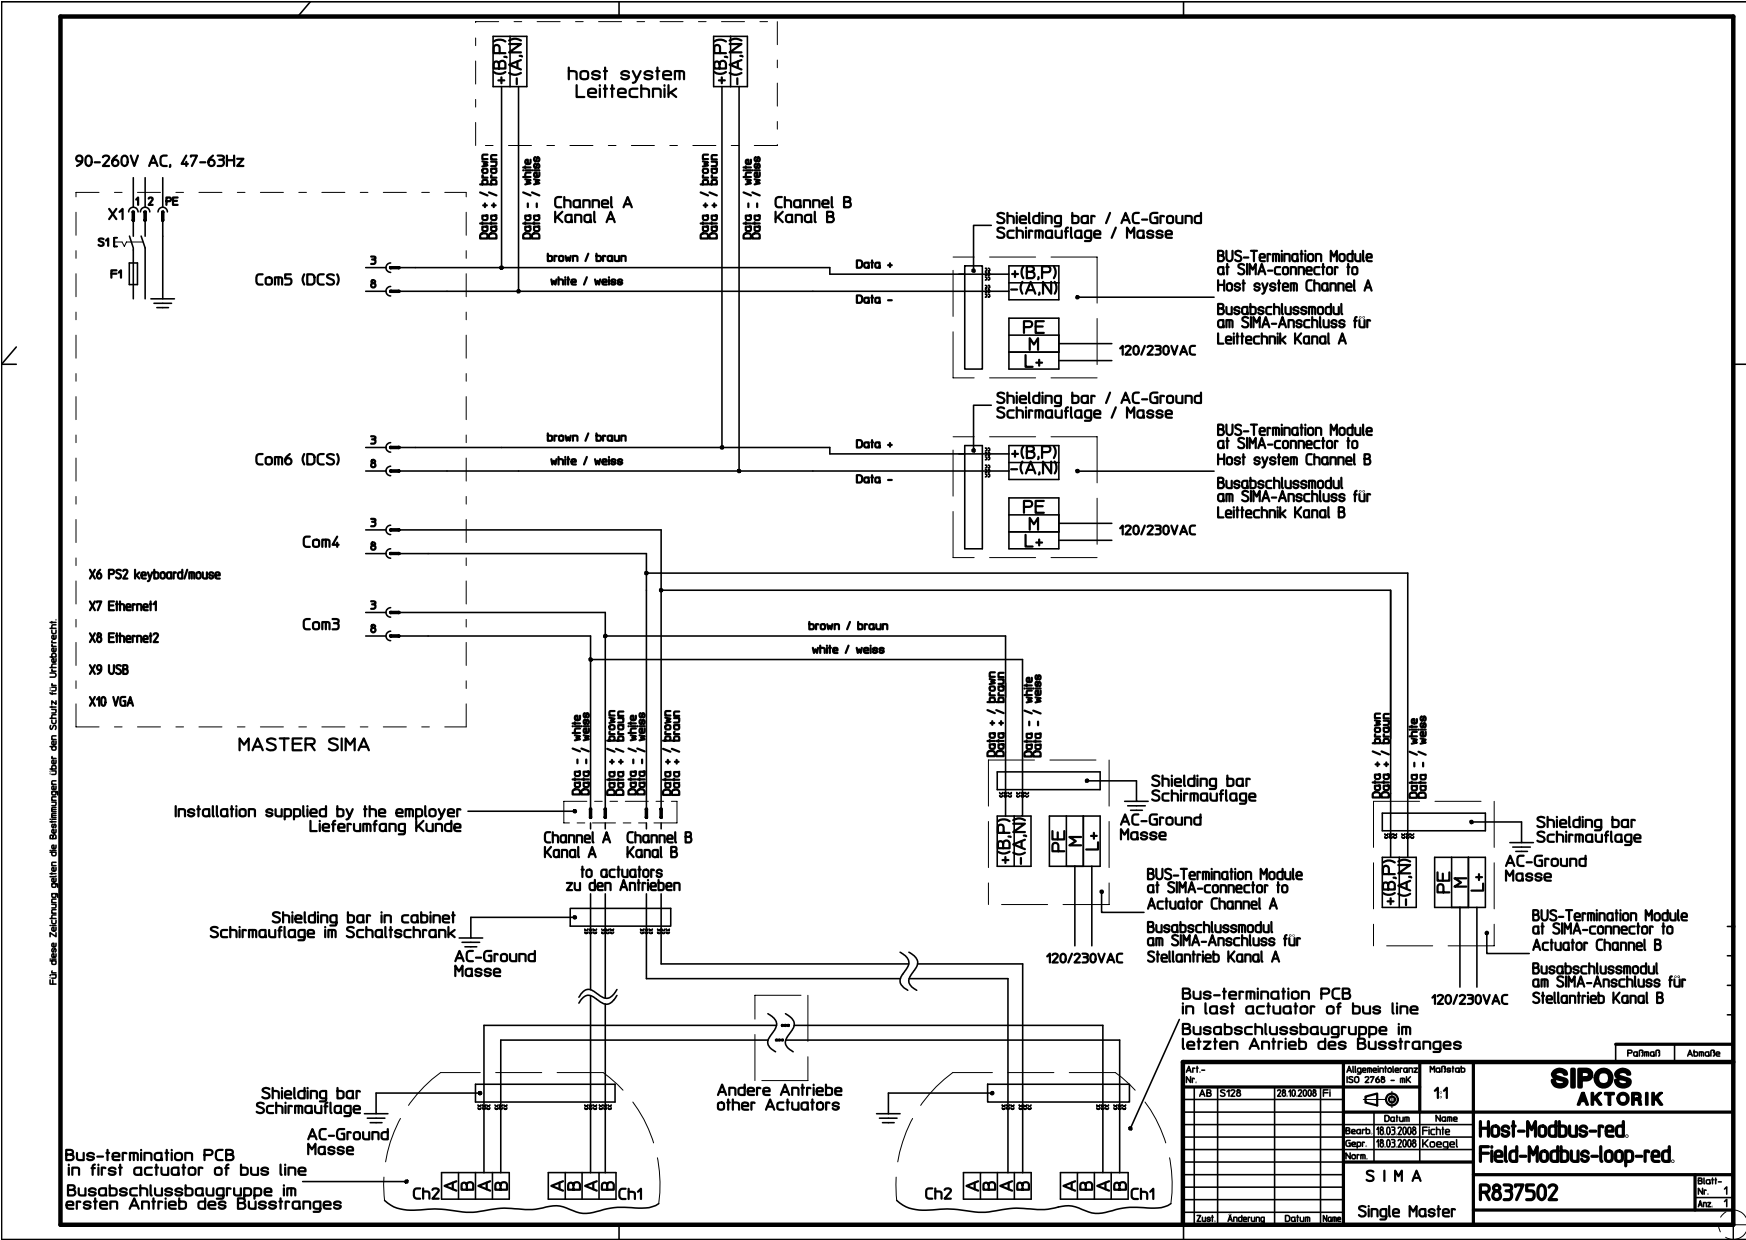 +(B,P)
-(A,N)
host system
Leittechnik
+(B,P)
-(A,N)
90-260V AC, 47-63Hz
1 2 PE
X1
S1
F1
Data + / brown
Data + / braun
Data - / white
Data - / weiss
Channel A
Kanal A
Data + / brown
Data + / braun
Data - / white
Data - / weiss
Channel B
Kanal B
Com5 (DCS)
3
8
brown / braun
white / weiss
Data +
Data -
Shielding bar / AC-Ground
Schirmauflage / Masse
+(B,P)
-(A,N)
PE
M
L+
120/230VAC
BUS-Termination Module
at SIMA-connector to
Host system Channel A
Busabschlussmodul
am SIMA-Anschluss für
Leittechnik Kanal A
Com6 (DCS)
3
8
brown / braun
white / weiss
Data +
Data -
Shielding bar / AC-Ground
Schirmauflage / Masse
+(B,P)
-(A,N)
PE
M
L+
120/230VAC
BUS-Termination Module
at SIMA-connector to
Host system Channel B
Busabschlussmodul
am SIMA-Anschluss für
Leittechnik Kanal B
Com4
3
8
X6 PS2 keyboard/mouse
X7 Ethernet1
X8 Ethernet2
X9 USB
X10 VGA
Com3
3
8
brown / braun
white / weiss
MASTER SIMA
Data - / white
Data - / weiss
Data + / brown
Data + / braun
Data - / white
Data - / weiss
Data + / brown
Data + / braun
Installation supplied by the employer
Lieferumfang Kunde
Channel A
Kanal A
Channel B
Kanal B
to actuators
zu den Antrieben
Shielding bar in cabinet
Schirmauflage im Schaltschrank
AC-Ground
Masse
Data + / brown
Data + / braun
Data - / white
Data - / weiss
Shielding bar
Schirmauflage
AC-Ground
Masse
+(B,P)
-(A,N)
PE
M
L+
BUS-Termination Module
at SIMA-connector to
Actuator Channel A
Busabschlussmodul
am SIMA-Anschluss für
Stellantrieb Kanal A
120/230VAC
Data + / brown
Data + / braun
Data - / white
Data - / weiss
Shielding bar
Schirmauflage
AC-Ground
Masse
+(B,P)
-(A,N)
PE
M
L+
BUS-Termination Module
at SIMA-connector to
Actuator Channel B
Busabschlussmodul
am SIMA-Anschluss für
Stellantrieb Kanal B
120/230VAC
Bus-termination PCB
in last actuator of bus line
Busabschlussbaugruppe im
letzten Antrieb des Busstranges
Andere Antriebe
other Actuators
Shielding bar
Schirmauflage
AC-Ground
Masse
Bus-termination PCB
in first actuator of bus line
Busabschlussbaugruppe im
ersten Antrieb des Busstranges
Ch2 A B A B
A B A B Ch1
Ch2 A B A B
A B A B Ch1
Für diese Zeichnung gelten die Bestimmungen über den Schutz für Urheberrecht.
Paßmaß Abmaße
Art.-
Nr.
AB S128 28.10.2008 Fi
Zust. Änderung Datum Name
Allgemeintoleranz
ISO 2768 - mK
Maßstab
1:1
Datum Name
Bearb. 18.03.2008 Fichte
Gepr. 18.03.2008 Koegel
Norm.
SIMA
Single Master
SIPOS
AKTORIK
Host-Modbus-red.
Field-Modbus-loop-red.
R837502
Blatt-
Nr. 1
Anz. 1